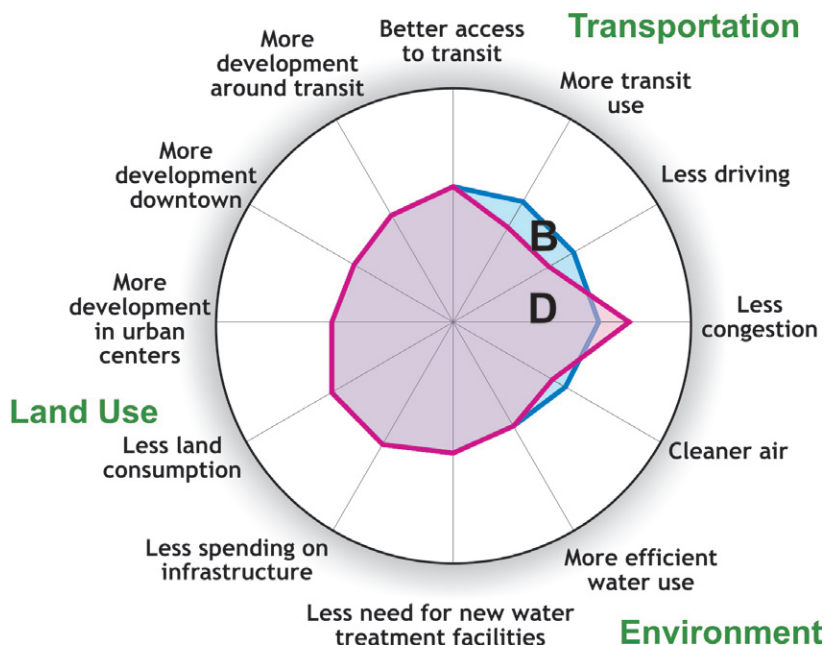 Transportation
Better access
to transit
More transit
use
Less driving
Less
congestion
Cleaner air
More efficient
water use
Environment
Less need for new water
treatment facilities
Less spending on
infrastructure
Less land
consumption
Land Use
More
development
in urban
centers
More
development
downtown
More
development
around transit
B
D